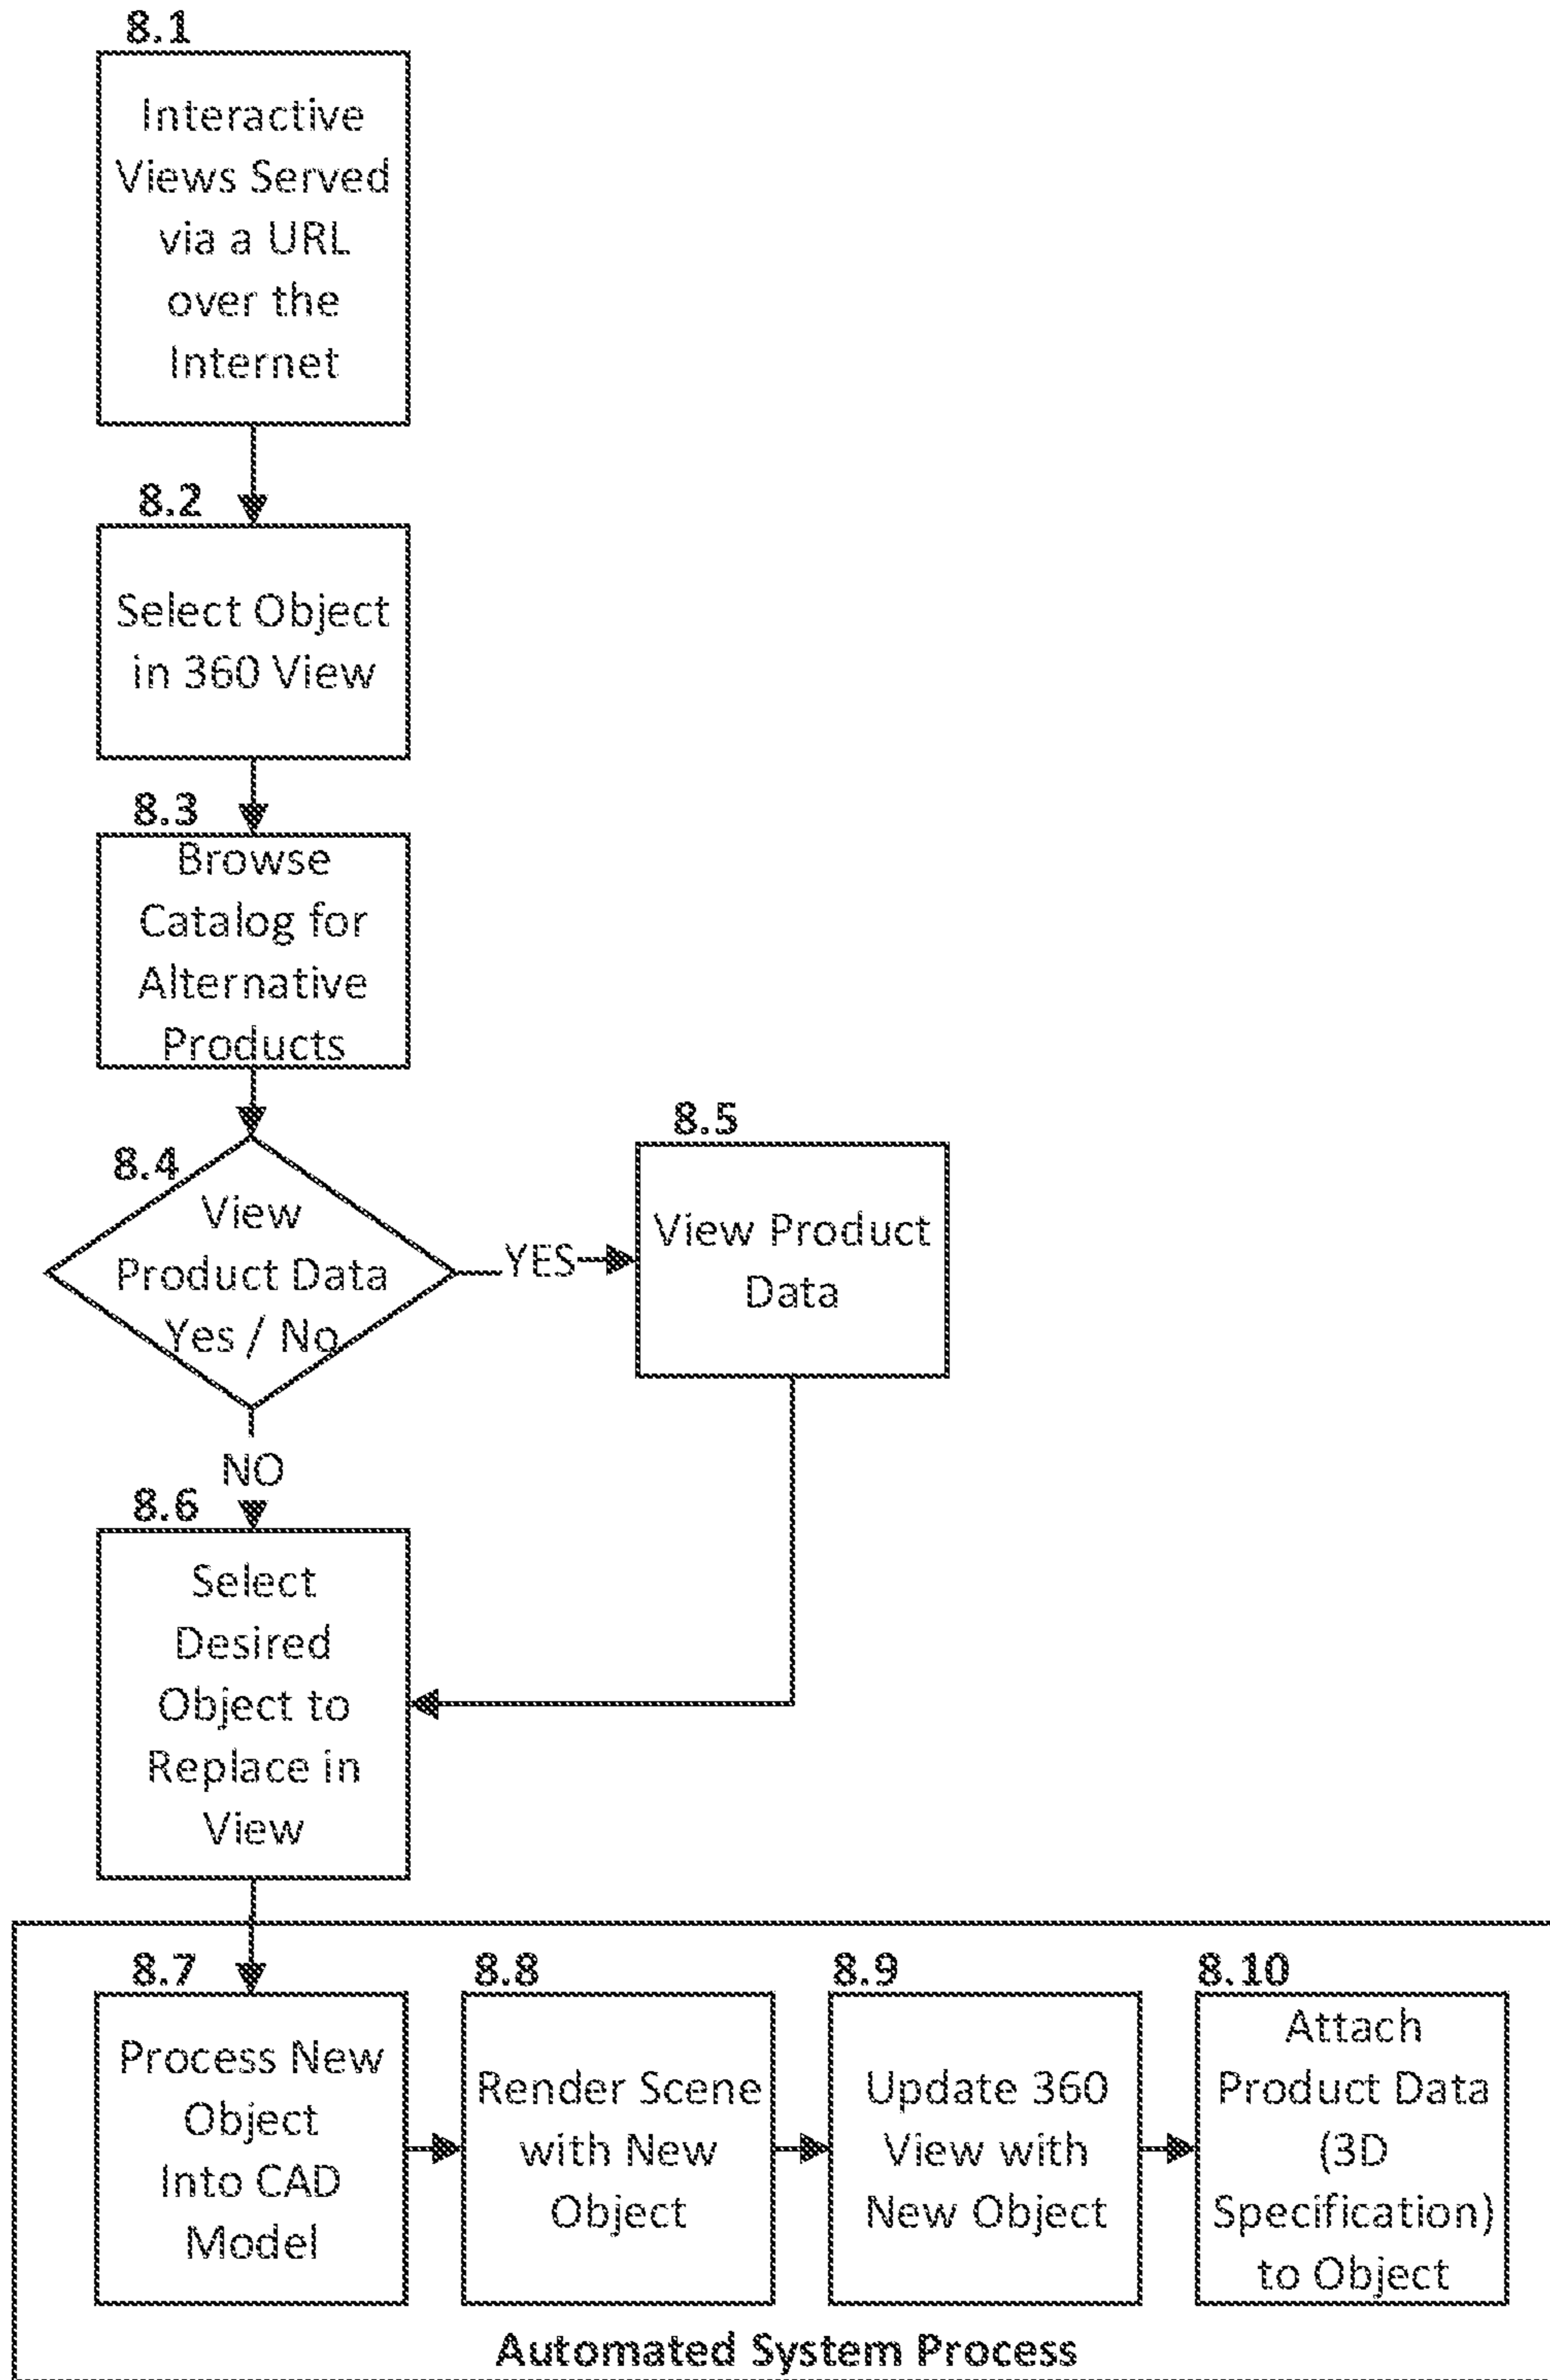 8.1
Interactive
Views Served
via a URL
over the
Internet
8.2
Select Object
in 360 View
8.3
Browse
Catalog for
Alternative
Products
8.4
View
Product Data
Yes / No
YES
8.5
View Product
Data
NO
8.6
Select
Desired
Object to
Replace in
View
8.7
Process New
Object
Into CAD
Model
8.8
Render Scene
with New
Object
8.9
Update 360
View with
New Object
8.10
Attach
Product Data
(3D
Specification)
to Object
Automated System Process